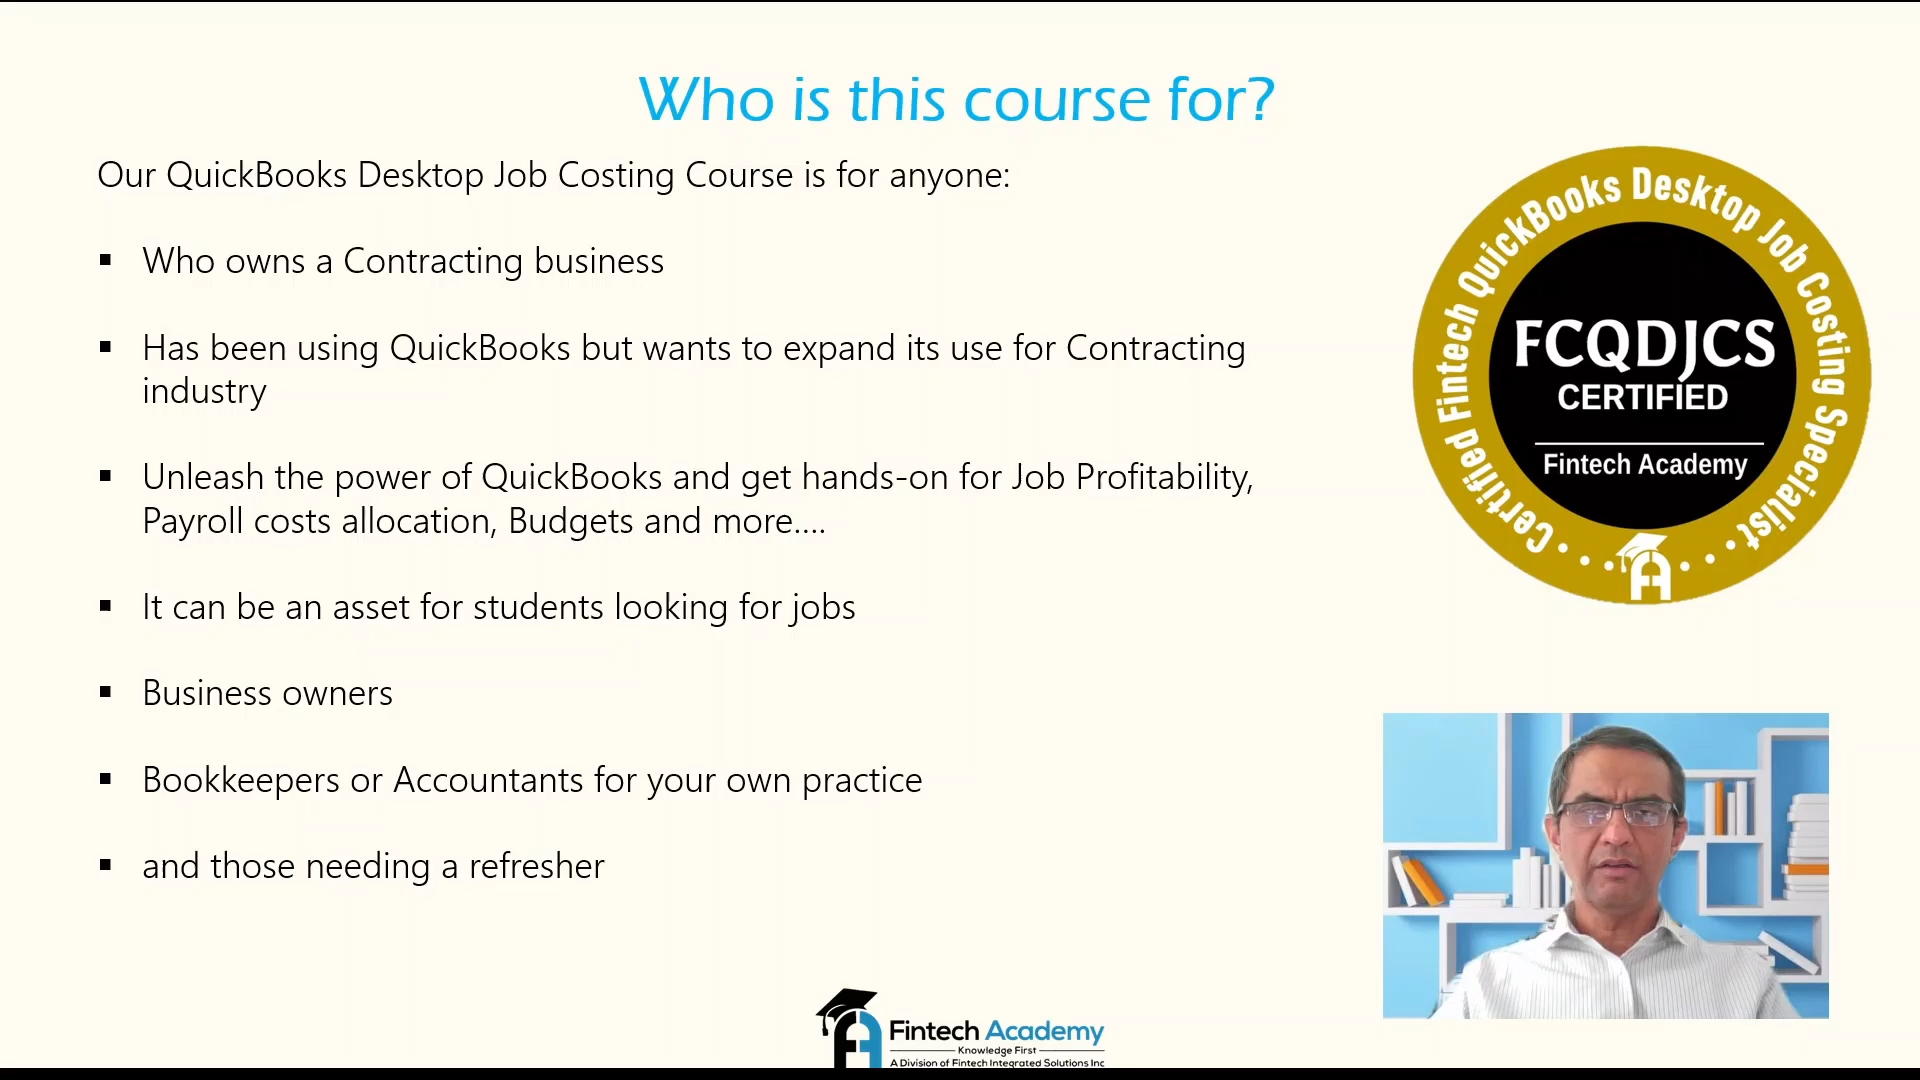 Who is this course for?
Our QuickBooks Desktop Job Costing Course is for anyone:
▪ Who owns a Contracting business
▪ Has been using QuickBooks but wants to expand its use for Contracting
industry
▪ Unleash the power of QuickBooks and get hands-on for Job Profitability,
Payroll costs allocation, Budgets and more....
▪ It can be an asset for students looking for jobs
▪ Business owners
▪ Bookkeepers or Accountants for your own practice
▪ and those needing a refresher
Certified Fintech QuickBooks Desktop Job Costing Specialist
FCQDJCS
CERTIFIED
Fintech Academy
Fintech Academy
Knowledge First
A Division of Fintech Integrated Solutions Inc